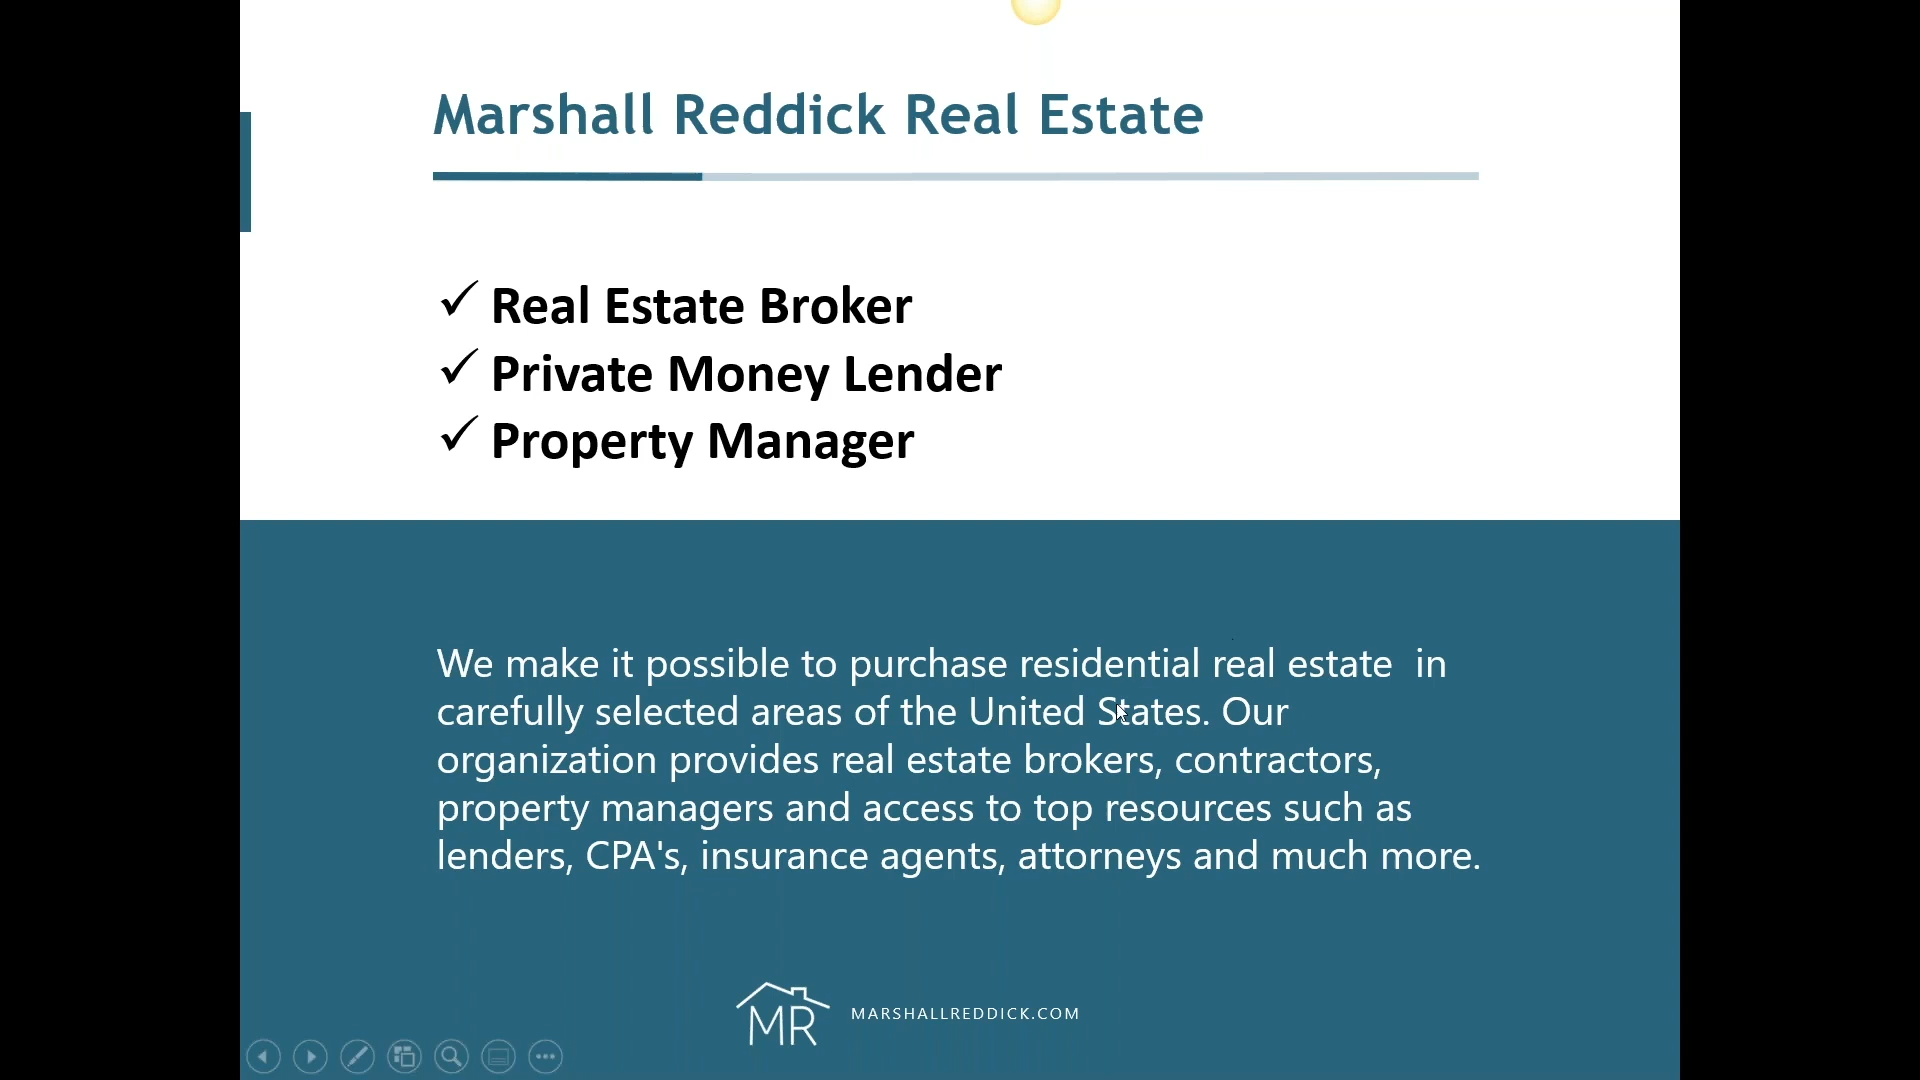 Marshall Reddick Real Estate
✓ Real Estate Broker
✓ Private Money Lender
✓ Property Manager
We make it possible to purchase residential real estate  in
carefully selected areas of the United States. Our
organization provides real estate brokers, contractors,
property managers and access to top resources such as
lenders, CPA's, insurance agents, attorneys and much more.
MR MARSHALLREDDICK.COM